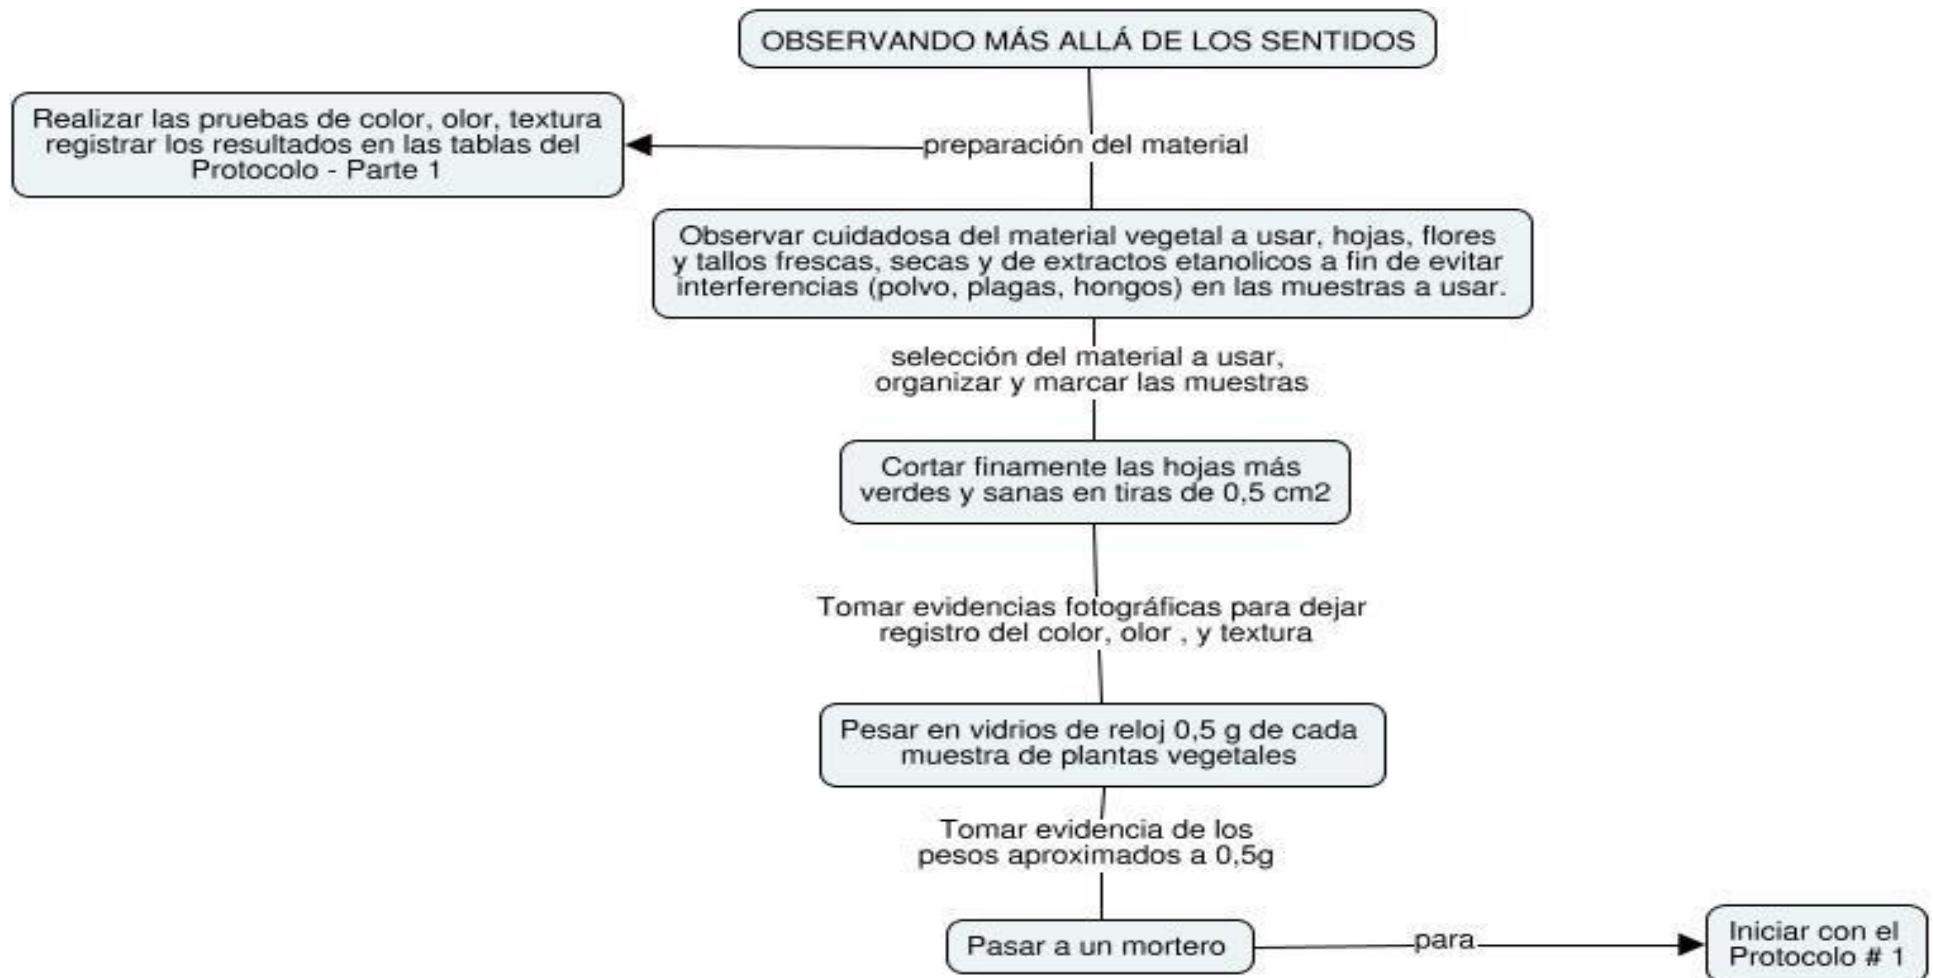 OBSERVANDO MÁS ALLÁ DE LOS SENTIDOS
Realizar las pruebas de color, olor, textura
registrar los resultados en las tablas del
Protocolo - Parte 1
preparación del material
Observar cuidadosa del material vegetal a usar, hojas, flores
y tallos frescas, secas y de extractos etanolicos a fin de evitar
interferencias (polvo, plagas, hongos) en las muestras a usar.
selección del material a usar,
organizar y marcar las muestras
Cortar finamente las hojas más
verdes y sanas en tiras de 0,5 cm2
Tomar evidencias fotográficas para dejar
registro del color, olor , y textura
Pesar en vidrios de reloj 0,5 g de cada
muestra de plantas vegetales
Tomar evidencia de los
pesos aproximados a 0,5g
Pasar a un mortero
para
Iniciar con el
Protocolo # 1